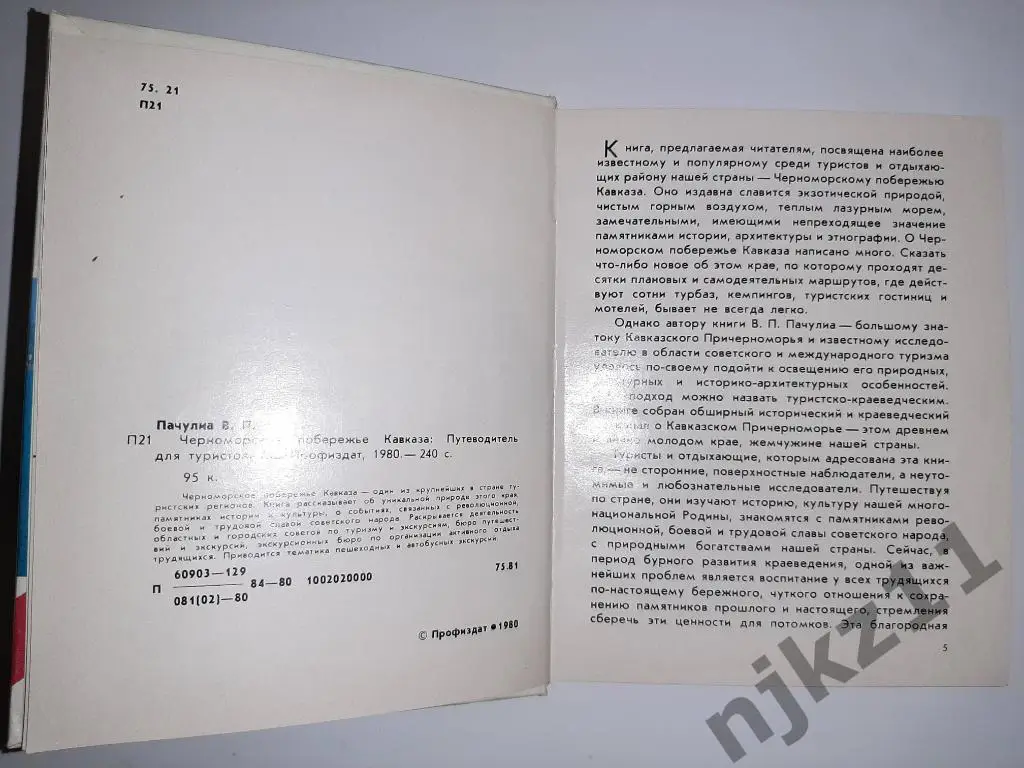 75. 21
П21
Пачулиа В. П.
П21 Черноморское побережье Кавказа: Путеводитель
для туристов. Профиздат, 1980.— 240 с.
95 к.
Черноморское побережье Кавказа — один из крупнейших в стране ту-
ристских регионов. Книга рассказывает об уникальной природе этого края,
памятниках истории и культуры, о событиях, связанных с революционной,
боевой и трудовой славой советского народа. Раскрывается деятельность
областных и городских советов по туризму и экскурсиям, бюро путешест-
вий и экскурсий, экскурсионных бюро по организации активного отдыха
трудящихся. Приводится тематика пешеходных и автобусных экскурсий.
П 60903—129
081(02)—80 84—80 1002020000 75.81
© Профиздат • 1980
Книга, предлагаемая читателям, посвящена наиболее
известному и популярному среди туристов и отдыхаю-
щих району нашей страны — Черноморскому побережью
Кавказа. Оно издавна славится экзотической природой,
чистым горным воздухом, теплым лазурным морем,
замечательными, имеющими непреходящее значение
памятниками истории, архитектуры и этнографии. О Чер-
номорском побережье Кавказа написано много. Сказать
что-либо новое об этом крае, по которому проходят де-
сятки плановых и самодеятельных маршрутов, где дейст-
вуют сотни турбаз, кемпингов, туристских гостиниц и
мотелей, бывает не всегда легко.
Однако автору книги В. П. Пачулиа — большому зна-
току Кавказского Причерноморья и известному исследо-
вателю в области советского и международного туризма
удалось по-своему подойти к освещению его природных,
культурных и историко-архитектурных особенностей.
подход можно назвать туристско-краеведческим.
В книге собран обширный исторический и краеведческий
материал о Кавказском Причерноморье — этом древнем
и вечно молодом крае, жемчужине нашей страны.
Туристы и отдыхающие, которым адресована эта кни-
га, — не сторонние, поверхностные наблюдатели, а неуто-
мимые и любознательные исследователи. Путешествуя
по стране, они изучают историю, культуру нашей много-
национальной Родины, знакомятся с памятниками рево-
люционной, боевой и трудовой славы советского народа,
с природными богатствами нашей страны. Сейчас, в
период бурного развития краеведения, одной из важ-
нейших проблем является воспитание у всех трудящихся
по-настоящему бережного, чуткого отношения к сохра-
нению памятников прошлого и настоящего, стремления
сберечь эти ценности для потомков. Эта благородная
5
njkz11